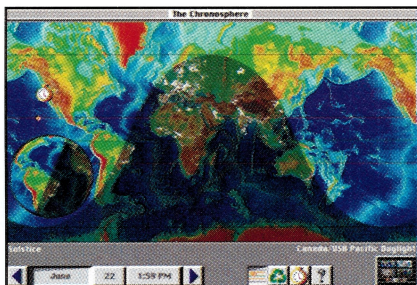 The Chronosphere
Solstice
Canada/USA Pacific Daylight
June 22 1:59 PM
?